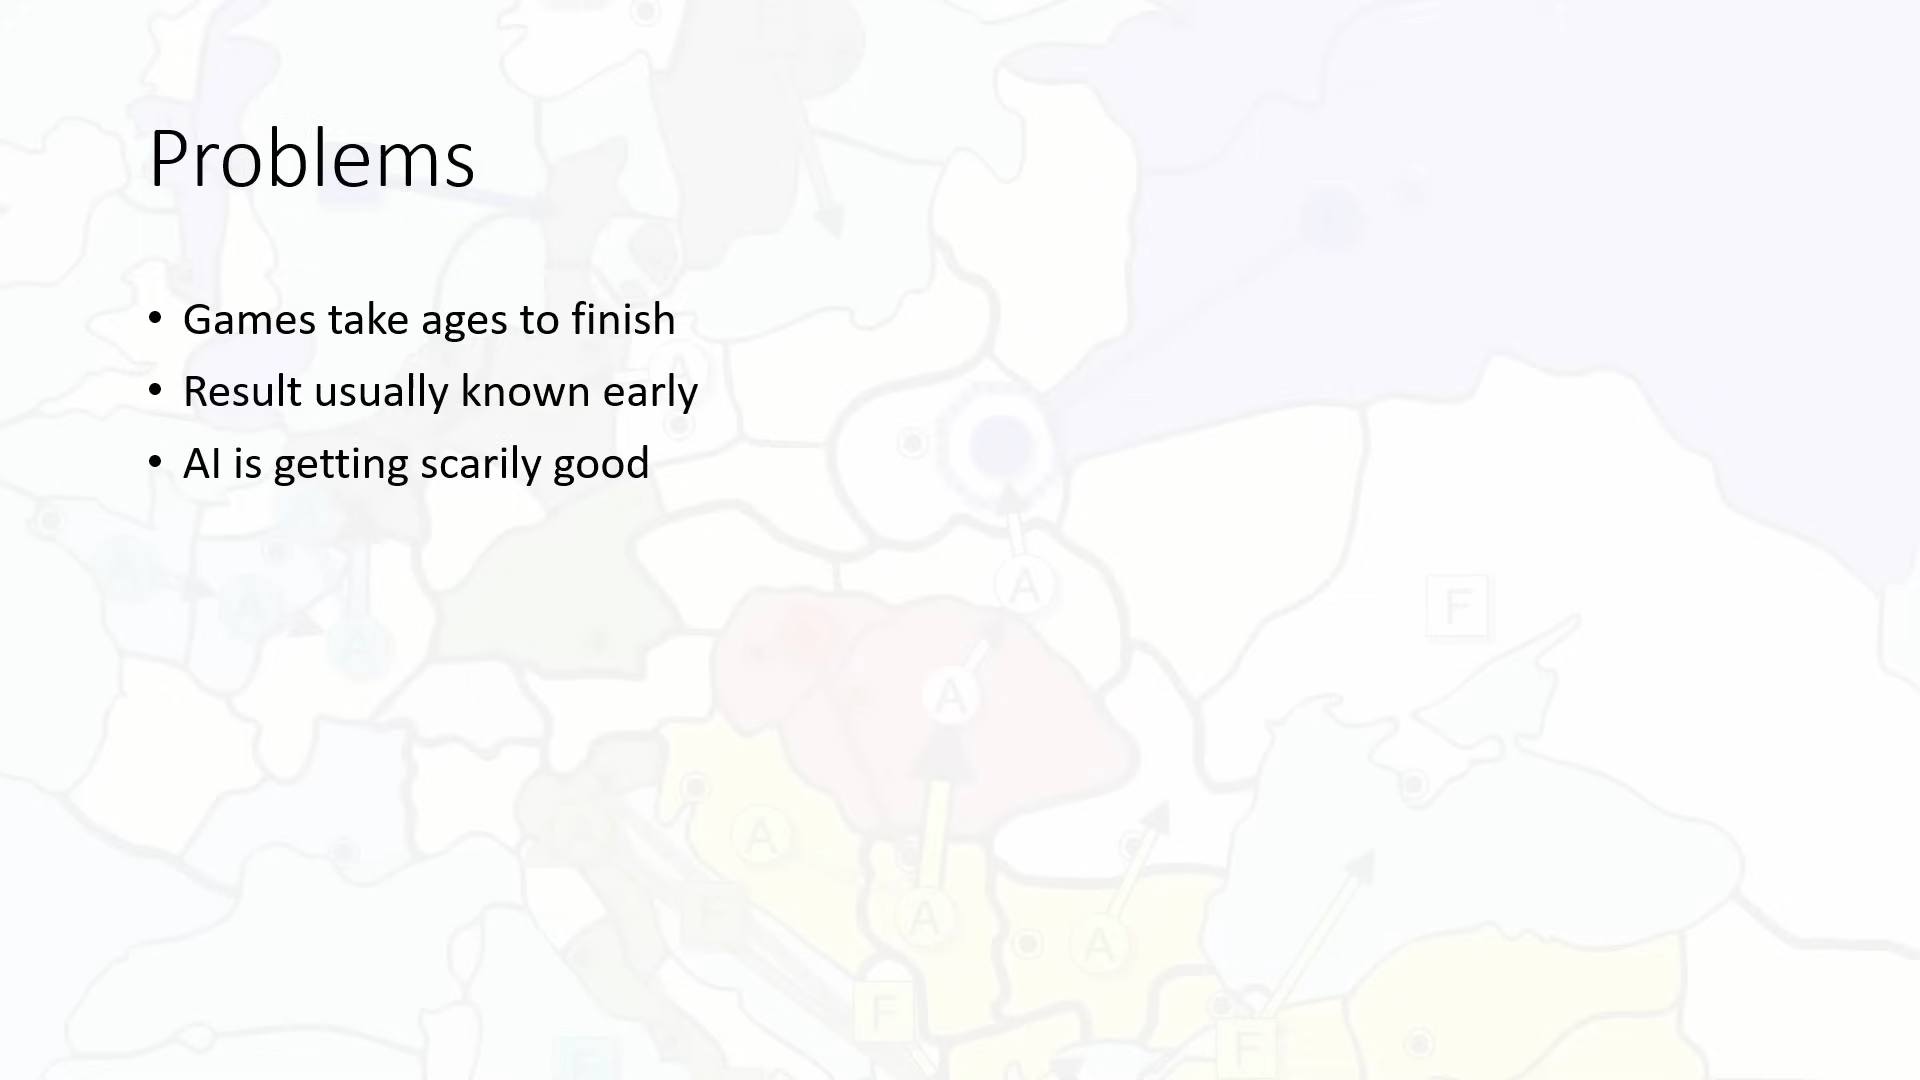 Problems
• Games take ages to finish
• Result usually known early
• AI is getting scarily good
A
A
A
A
A
F
A
A
A
A
A
F
F
F
F